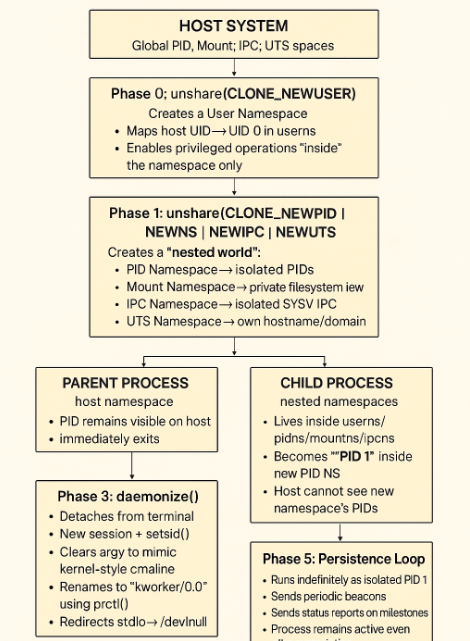 HOST SYSTEM
Global PID, Mount; IPC; UTS spaces
Phase 0; unshare(CLONE_NEWUSER)
Creates a User Namespace
• Maps host UID→UID 0 in userns
• Enables privileged operations "inside"
the namespace only
Phase 1: unshare(CLONE_NEWPID |
NEWNS | NEWIPC | NEWUTS
Creates a "nested world":
• PID Namespace→isolated PIDs
• Mount Namespace→private filesystem iew
• IPC Namespace→isolated SYSV IPC
• UTS Namespace→own hostname/domain
PARENT PROCESS
host namespace
• PID remains visible on host
• immediately exits
Phase 3: daemonize()
• Detaches from terminal
• New session + setsid()
• Clears argy to mimic
kernel-style cmaline
• Renames to "kworker/0.0"
using prctl()
• Redirects stdlo→/devlnull
CHILD PROCESS
nested namespaces
• Lives inside userns/
pidns/mountns/ipcns
• Becomes ""PID 1" inside
new PID NS
• Host cannot see new
namespace's PIDs
Phase 5: Persistence Loop
• Runs indefinitely as isolated PID 1
• Sends periodic beacons
• Sends status reports on milestones
• Process remains active even